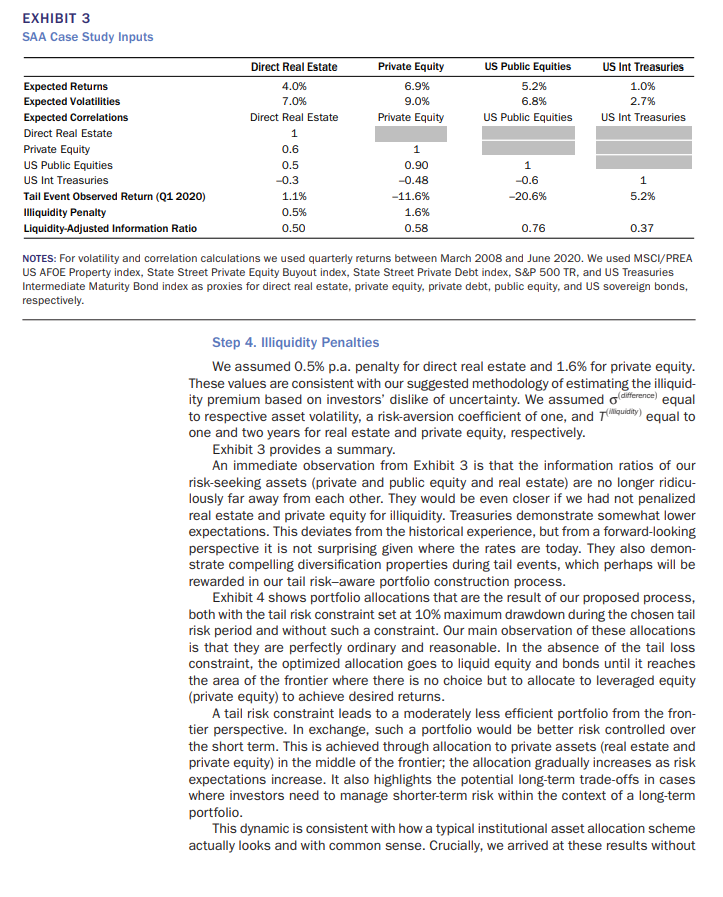 EXHIBIT 3
SAA Case Study Inputs
Direct Real Estate Private Equity US Public Equities US Int Treasuries
Expected Returns 4.0% 6.9% 5.2% 1.0%
Expected Volatilities 7.0% 9.0% 6.8% 2.7%
Expected Correlations Direct Real Estate Private Equity US Public Equities US Int Treasuries
Direct Real Estate 1
Private Equity 0.6 1
US Public Equities 0.5 0.90 1
US Int Treasuries −0.3 −0.48 −0.6 1
Tail Event Observed Return (Q1 2020) 1.1% −11.6% −20.6% 5.2%
Illiquidity Penalty 0.5% 1.6%
Liquidity-Adjusted Information Ratio 0.50 0.58 0.76 0.37
NOTES: For volatility and correlation calculations we used quarterly returns between March 2008 and June 2020. We used MSCI/PREA
US AFOE Property index, State Street Private Equity Buyout index, State Street Private Debt index, S&P 500 TR, and US Treasuries
Intermediate Maturity Bond index as proxies for direct real estate, private equity, private debt, public equity, and US sovereign bonds,
respectively.
Step 4. Illiquidity Penalties
We assumed 0.5% p.a. penalty for direct real estate and 1.6% for private equity.
These values are consistent with our suggested methodology of estimating the illiquid-
ity premium based on investors' dislike of uncertainty. We assumed σ(difference) equal
to respective asset volatility, a risk-aversion coefficient of one, and T(illiquidity) equal to
one and two years for real estate and private equity, respectively.
Exhibit 3 provides a summary.
An immediate observation from Exhibit 3 is that the information ratios of our
risk-seeking assets (private and public equity and real estate) are no longer ridicu-
lously far away from each other. They would be even closer if we had not penalized
real estate and private equity for illiquidity. Treasuries demonstrate somewhat lower
expectations. This deviates from the historical experience, but from a forward-looking
perspective it is not surprising given where the rates are today. They also demon-
strate compelling diversification properties during tail events, which perhaps will be
rewarded in our tail risk–aware portfolio construction process.
Exhibit 4 shows portfolio allocations that are the result of our proposed process,
both with the tail risk constraint set at 10% maximum drawdown during the chosen tail
risk period and without such a constraint. Our main observation of these allocations
is that they are perfectly ordinary and reasonable. In the absence of the tail loss
constraint, the optimized allocation goes to liquid equity and bonds until it reaches
the area of the frontier where there is no choice but to allocate to leveraged equity
(private equity) to achieve desired returns.
A tail risk constraint leads to a moderately less efficient portfolio from the fron-
tier perspective. In exchange, such a portfolio would be better risk controlled over
the short term. This is achieved through allocation to private assets (real estate and
private equity) in the middle of the frontier; the allocation gradually increases as risk
expectations increase. It also highlights the potential long-term trade-offs in cases
where investors need to manage shorter-term risk within the context of a long-term
portfolio.
This dynamic is consistent with how a typical institutional asset allocation scheme
actually looks and with common sense. Crucially, we arrived at these results without